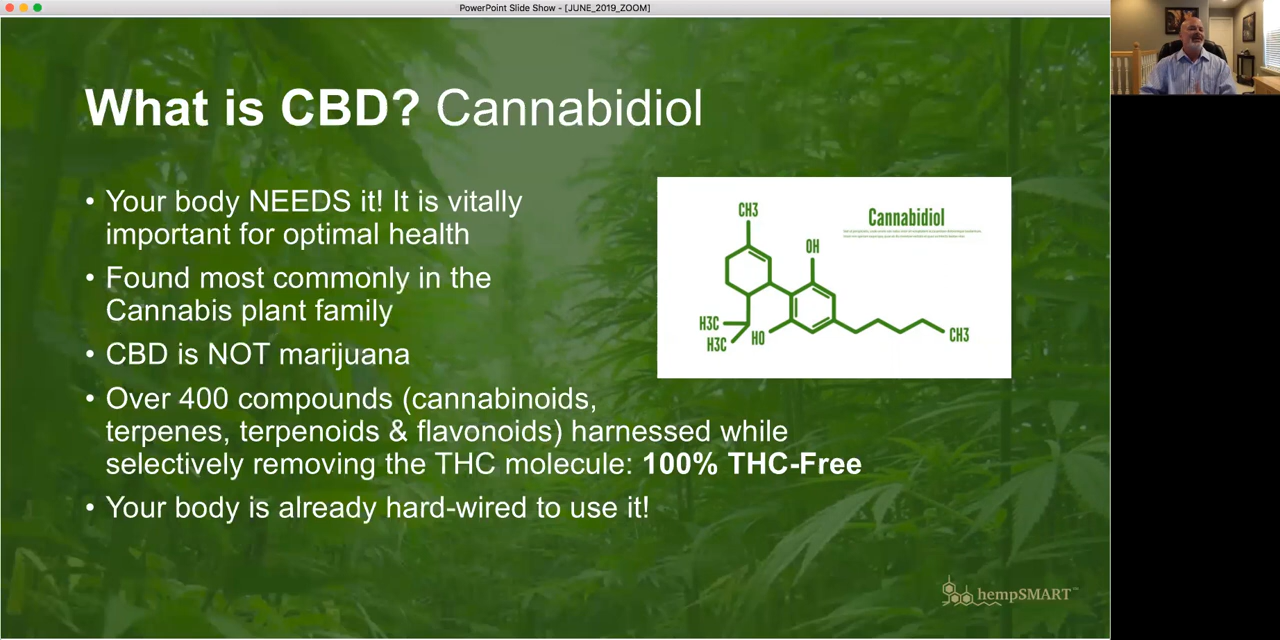 PowerPoint Slide Show - [JUNE_2019_ZOOM]
What is CBD? Cannabidiol
• Your body NEEDS it! It is vitally
important for optimal health
• Found most commonly in the
Cannabis plant family
• CBD is NOT marijuana
• Over 400 compounds (cannabinoids,
terpenes, terpenoids & flavonoids) harnessed while
selectively removing the THC molecule: 100% THC-Free
• Your body is already hard-wired to use it!
CH3
Cannabidiol
OH
H3C
HO
H3C
CH3
hempSMART™